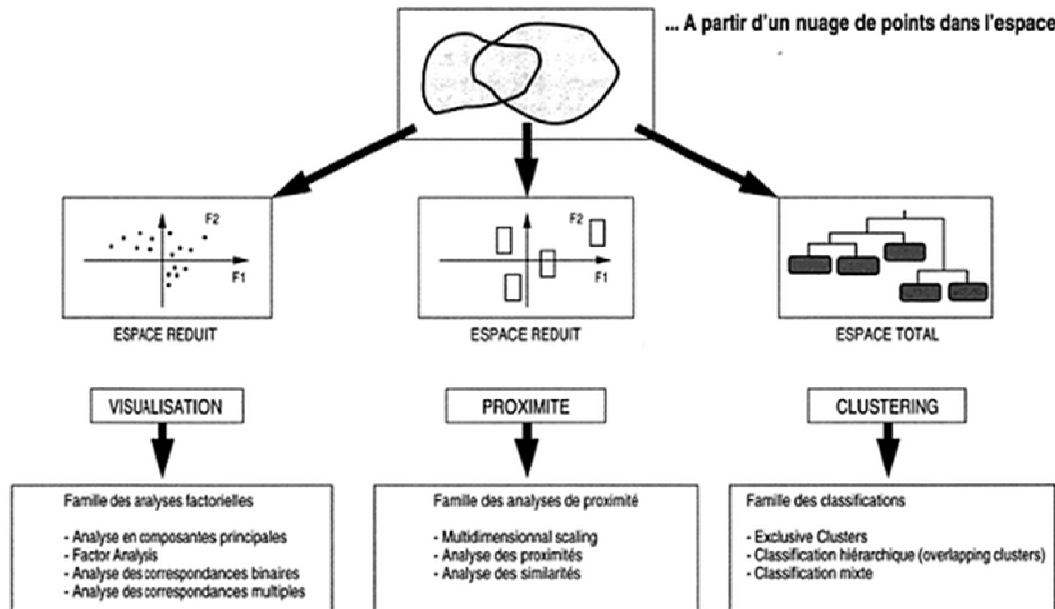 ... A partir d'un nuage de points dans l'espace
F2
F1
ESPACE REDUIT
F2
F1
ESPACE REDUIT
ESPACE TOTAL
VISUALISATION
PROXIMITE
CLUSTERING
Famille des analyses factorielles
- Analyse en composantes principales
- Factor Analysis
- Analyse des correspondances binaires
- Analyse des correspondances multiples
Famille des analyses de proximité
- Multidimensionnal scaling
- Analyse des proximités
- Analyse des similarités
Famille des classifications
- Exclusive Clusters
- Classification hiérarchique (overlapping clusters)
- Classification mixte